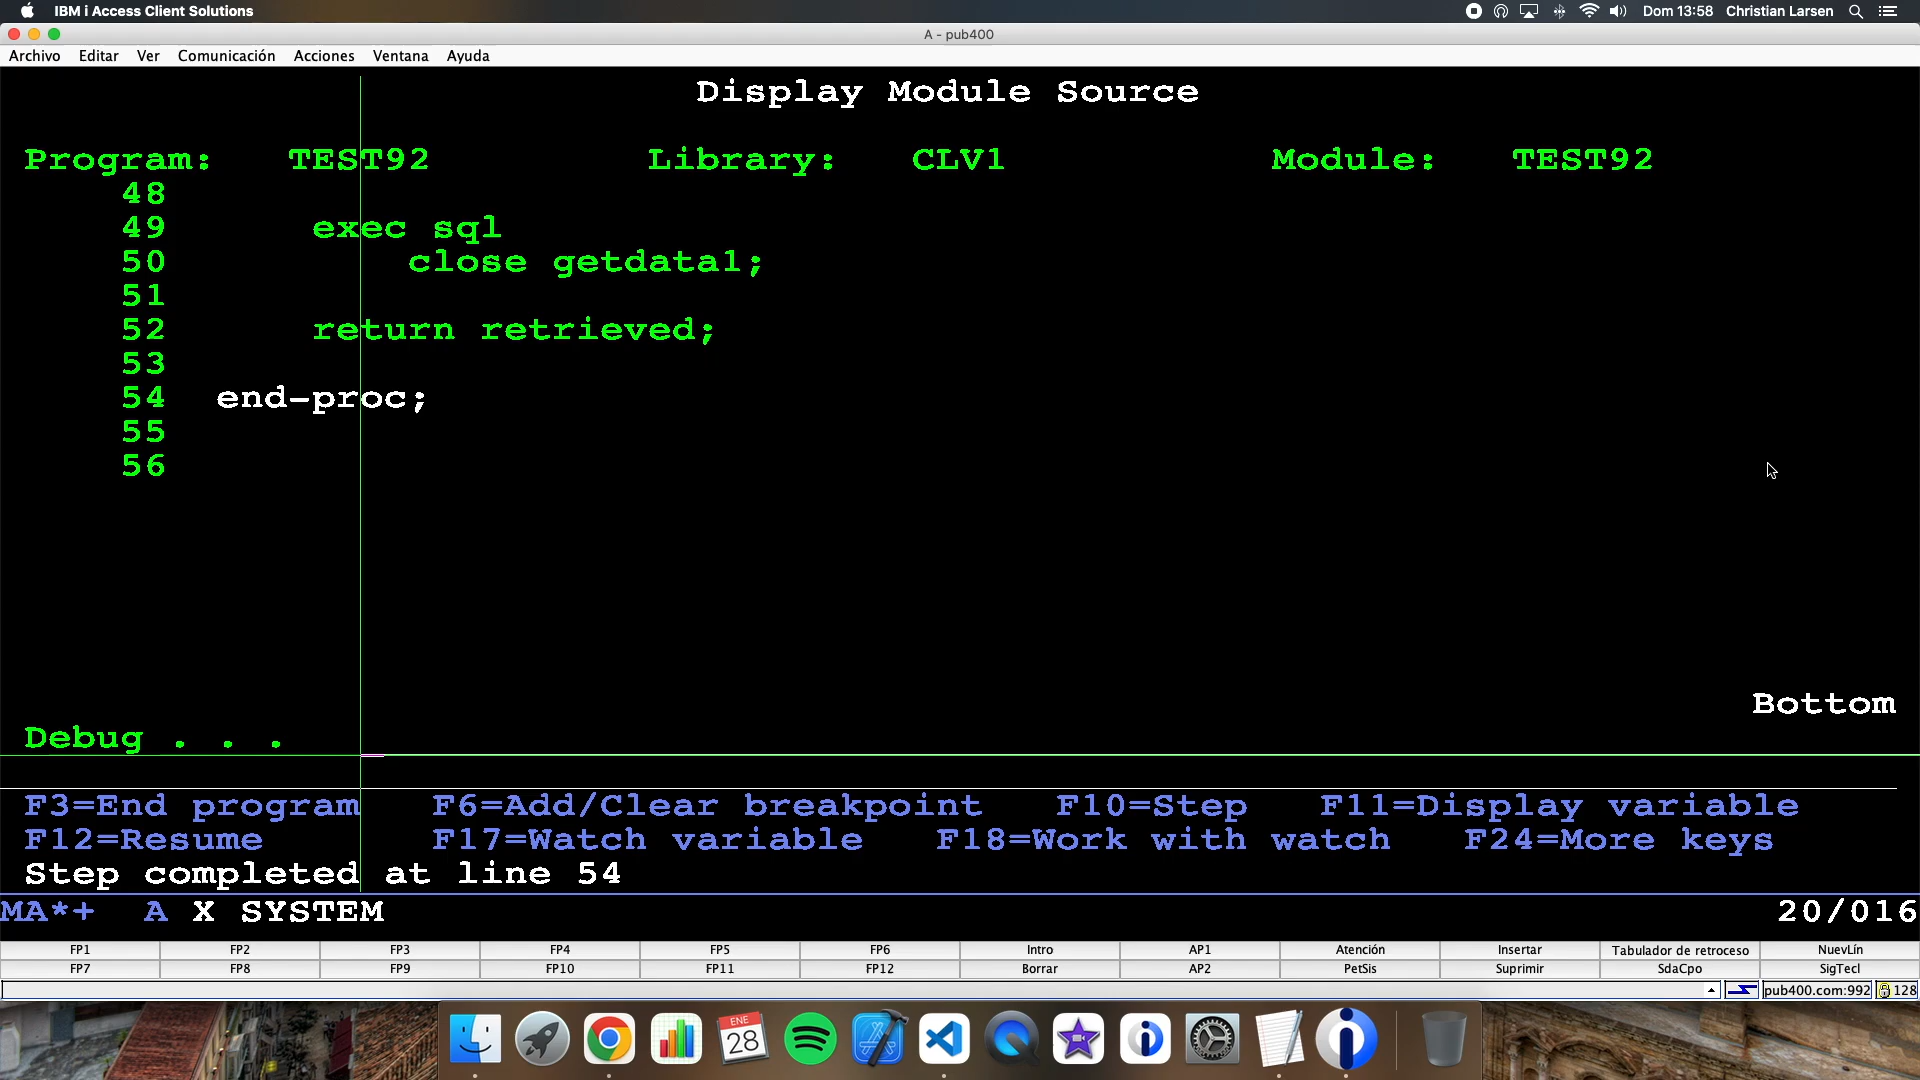 IBM i Access Client Solutions Dom 13:58 Christian Larsen
A - pub400
Archivo Editar Ver Comunicación Acciones Ventana Ayuda
Display Module Source
Program: TEST92 Library: CLV1 Module: TEST92
48
49 exec sql
50 close getdata1;
51
52 return retrieved;
53
54 end-proc;
55
56
Bottom
Debug . . .
F3=End program F6=Add/Clear breakpoint F10=Step F11=Display variable
F12=Resume F17=Watch variable F18=Work with watch F24=More keys
Step completed at line 54
MA*+ A X SYSTEM 20/016
FP1 FP2 FP3 FP4 FP5 FP6 Intro AP1 Atención Insertar Tabulador de retroceso NuevLín
FP7 FP8 FP9 FP10 FP11 FP12 Borrar AP2 PetSis Suprimir SdaCpo SigTecl
pub400.com:992 128
ENE
28